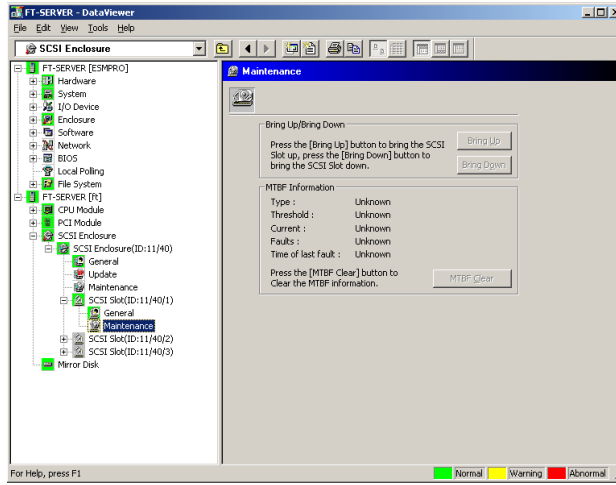 FT-SERVER - DataViewer
File Edit View Tools Help
SCSI Enclosure
FT-SERVER [ESMPRO]
Hardware
System
I/O Device
Enclosure
Software
Network
BIOS
Local Polling
File System
FT-SERVER [ft]
CPU Module
PCI Module
SCSI Enclosure
SCSI Enclosure(ID:11/40)
General
Update
Maintenance
SCSI Slot(ID:11/40/1)
General
Maintenance
SCSI Slot(ID:11/40/2)
SCSI Slot(ID:11/40/3)
Mirror Disk
Maintenance
Bring Up/Bring Down
Press the [Bring Up] button to bring the SCSI
Slot up, press the [Bring Down] button to
bring the SCSI Slot down.
Bring Up
Bring Down
MTBF Information
Type : Unknown
Threshold : Unknown
Current : Unknown
Faults : Unknown
Time of last fault : Unknown
Press the [MTBF Clear] button to
Clear the MTBF information.
MTBF Clear
For Help, press F1
Normal Warning Abnormal